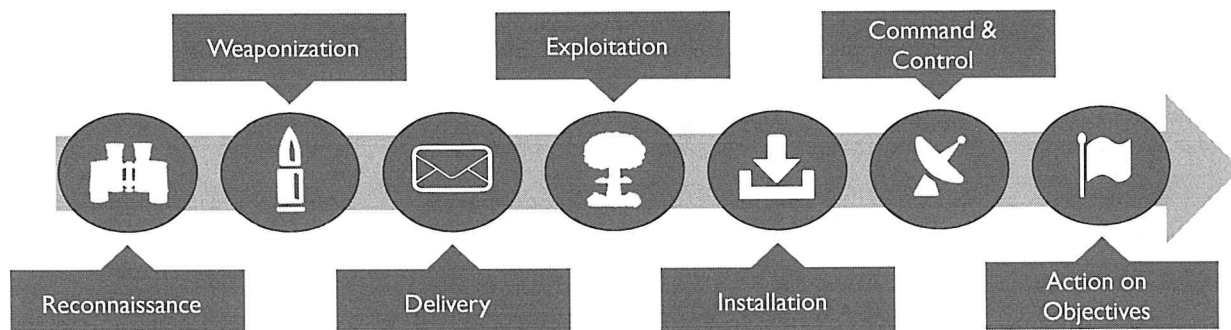 Weaponization
Exploitation
Command &
Control
Reconnaissance
Delivery
Installation
Action on
Objectives